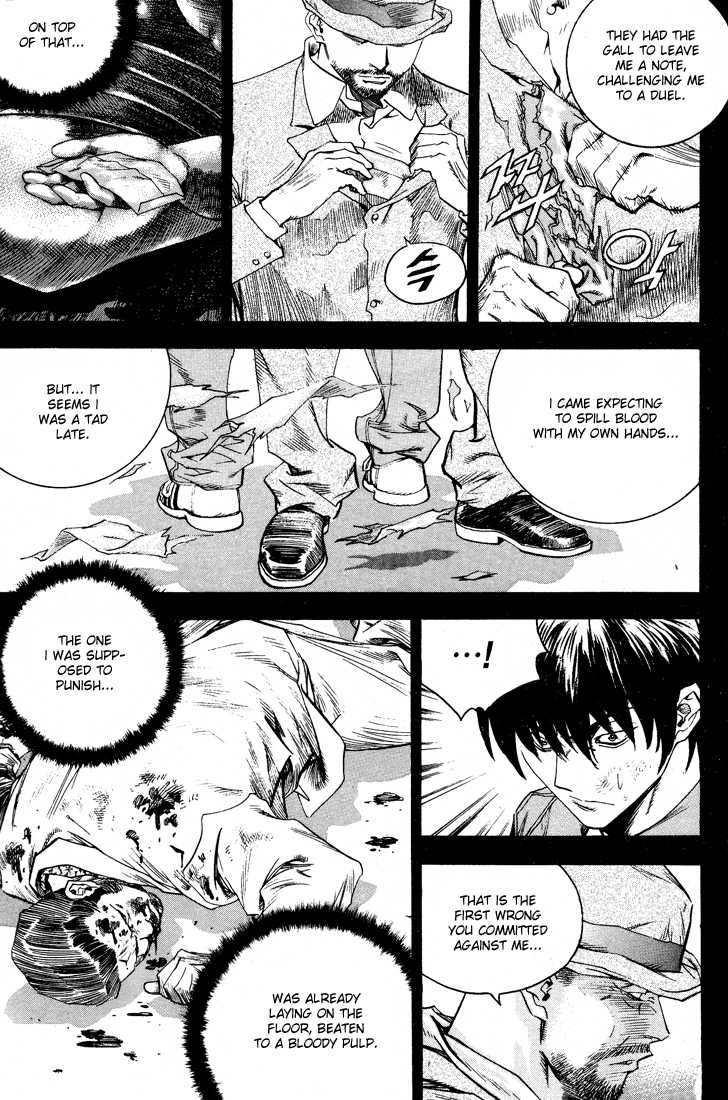 ON TOP
OF THAT...
THEY HAD THE
GALL TO LEAVE
ME A NOTE,
CHALLENGING ME
TO A DUEL.
BUT... IT
SEEMS I
WAS A TAD
LATE.
I CAME EXPECTING
TO SPILL BLOOD
WITH MY OWN HANDS...
THE ONE
I WAS SUPP-
OSED TO
PUNISH...
WAS ALREADY
LAYING ON THE
FLOOR, BEATEN
TO A BLOODY PULP.
...!
THAT IS THE
FIRST WRONG
YOU COMMITTED
AGAINST ME...